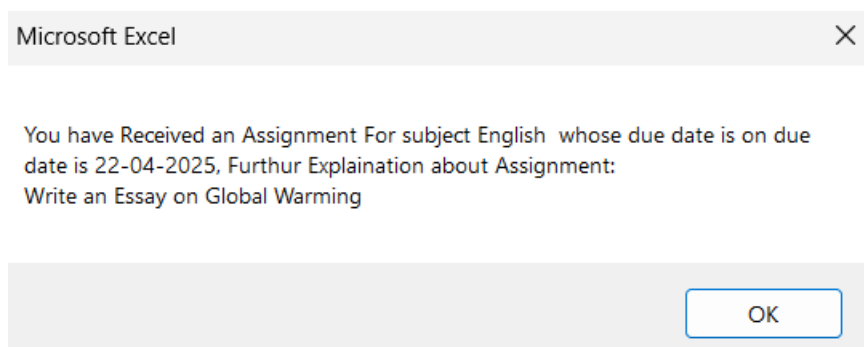 Microsoft Excel
You have Received an Assignment For subject English  whose due date is on due
date is 22-04-2025, Furthur Explaination about Assignment:
Write an Essay on Global Warming
OK